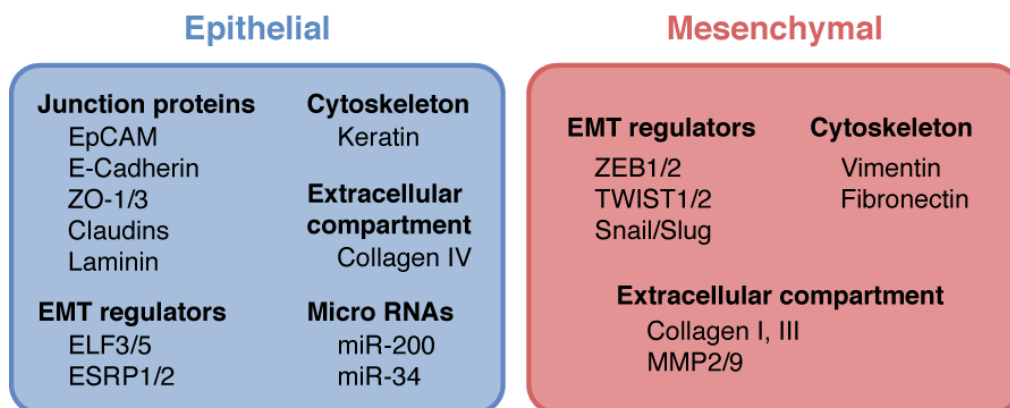 Epithelial
Junction proteins
EpCAM
E-Cadherin
ZO-1/3
Claudins
Laminin
EMT regulators
ELF3/5
ESRP1/2
Cytoskeleton
Keratin
Extracellular
compartment
Collagen IV
Micro RNAs
miR-200
miR-34
Mesenchymal
EMT regulators
ZEB1/2
TWIST1/2
Snail/Slug
Cytoskeleton
Vimentin
Fibronectin
Extracellular compartment
Collagen I, III
MMP2/9